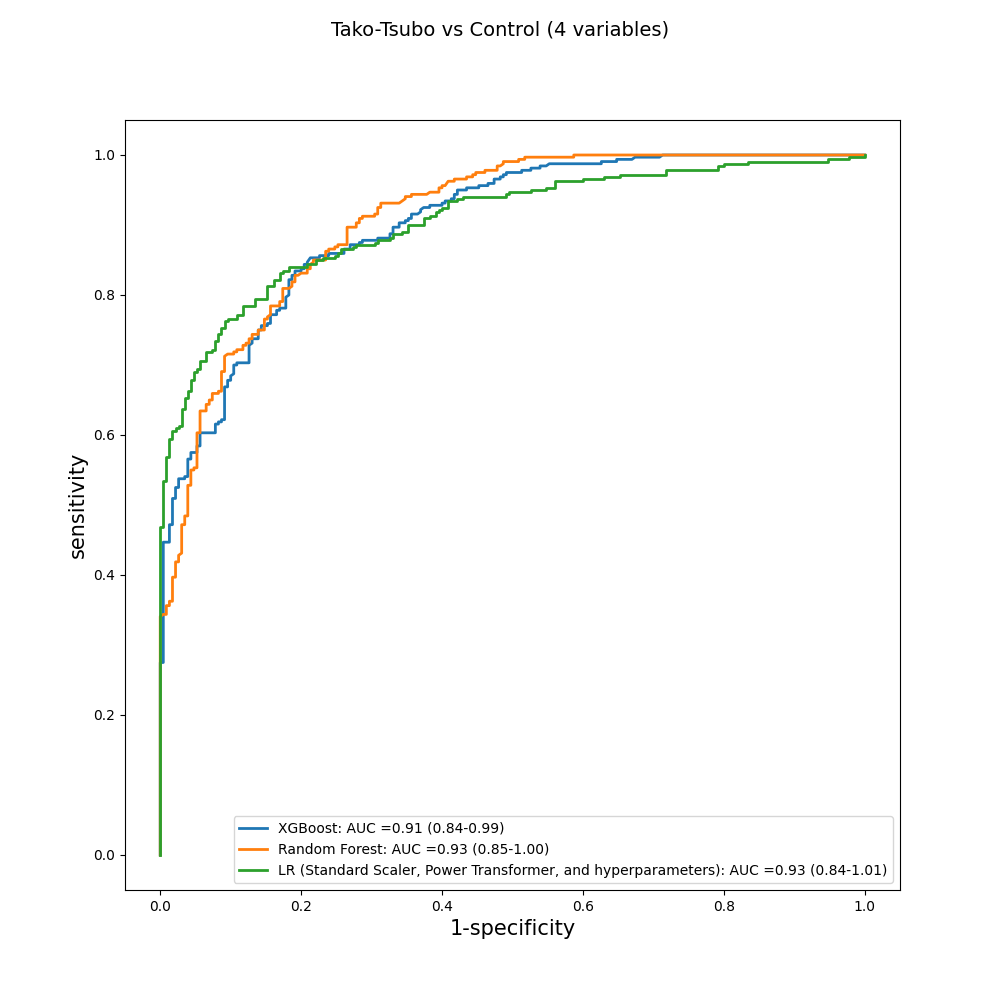 Tako-Tsubo vs Control (4 variables)
1.0
0.8
0.6
0.4
0.2
0.0
sensitivity
XGBoost: AUC =0.91 (0.84-0.99)
Random Forest: AUC =0.93 (0.85-1.00)
LR (Standard Scaler, Power Transformer, and hyperparameters): AUC =0.93 (0.84-1.01)
0.0 0.2 0.4 0.6 0.8 1.0
1-specificity